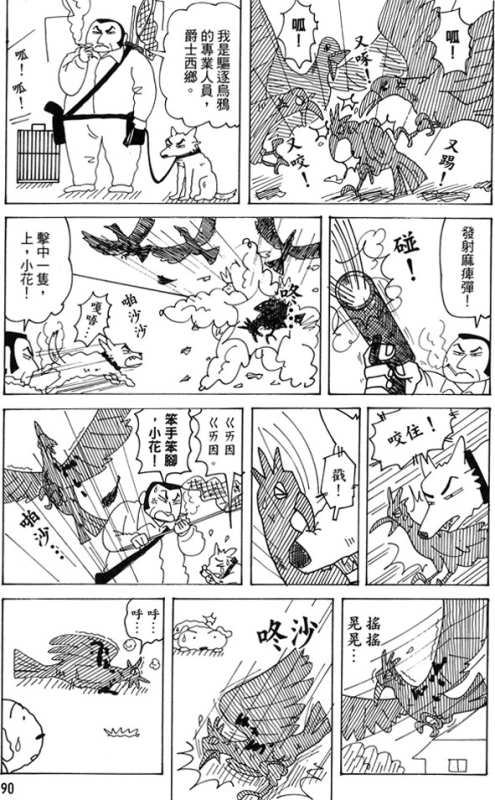 呱!
又啄!
呱!
又踢!
又咬!
我是驅逐烏鴉
的專業人員,
爵士西鄉。
呱!
呱!
發射麻痺彈!
碰!
咚…
啪沙沙
擊中一隻,
上,小花!
咬住!
戳!
ㄍㄞ因。
ㄍㄞ因。
笨手笨腳
,小花!
啪沙…
搖搖
晃晃…
沙
咚
呼…
呼…
90